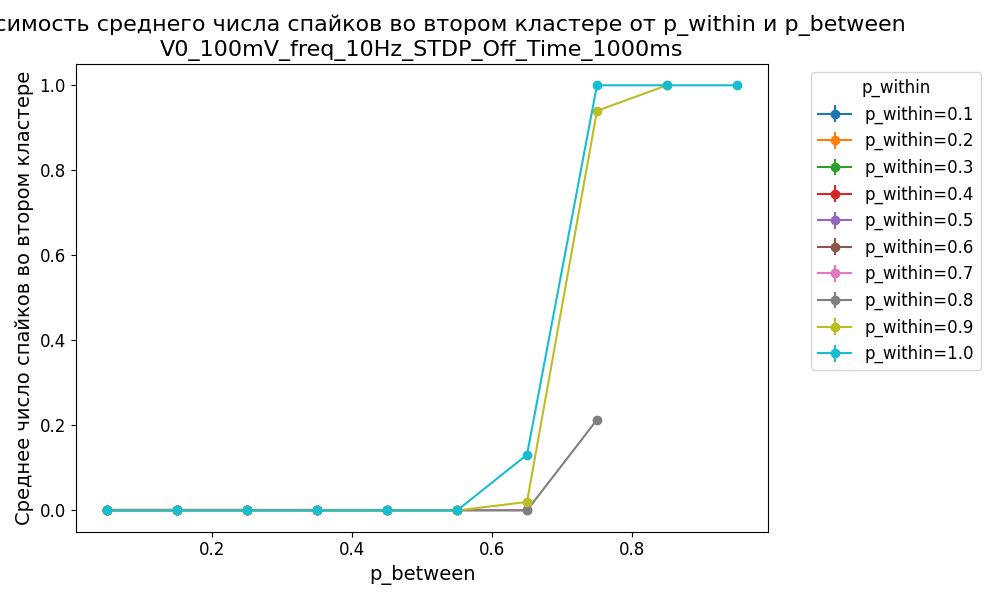 симость среднего числа спайков во втором кластере от p_within и p_between
V0_100mV_freq_10Hz_STDP_Off_Time_1000ms
Среднее число спайков во втором кластере
1.0
0.8
0.6
0.4
0.2
0.0
0.2
0.4
0.6
0.8
p_between
p_within
p_within=0.1
p_within=0.2
p_within=0.3
p_within=0.4
p_within=0.5
p_within=0.6
p_within=0.7
p_within=0.8
p_within=0.9
p_within=1.0